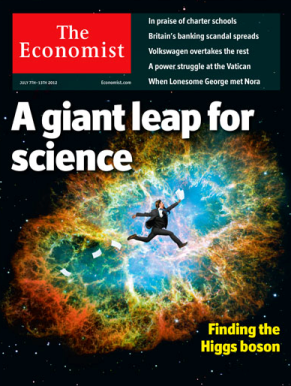 The
Economist
JULY 7TH-13TH 2012
Economist.com
In praise of charter schools
Britain's banking scandal spreads
Volkswagen overtakes the rest
A power struggle at the Vatican
When Lonesome George met Nora
A giant leap for
science
Finding the
Higgs boson